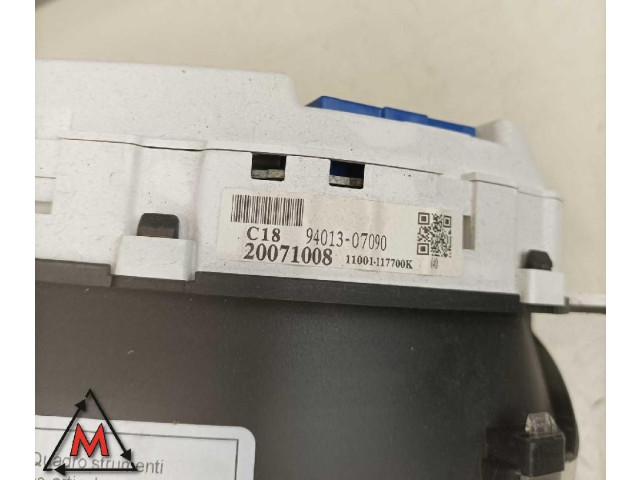 C18 94013-07090
20071008 11001-117700K
M
Quadro strumenti